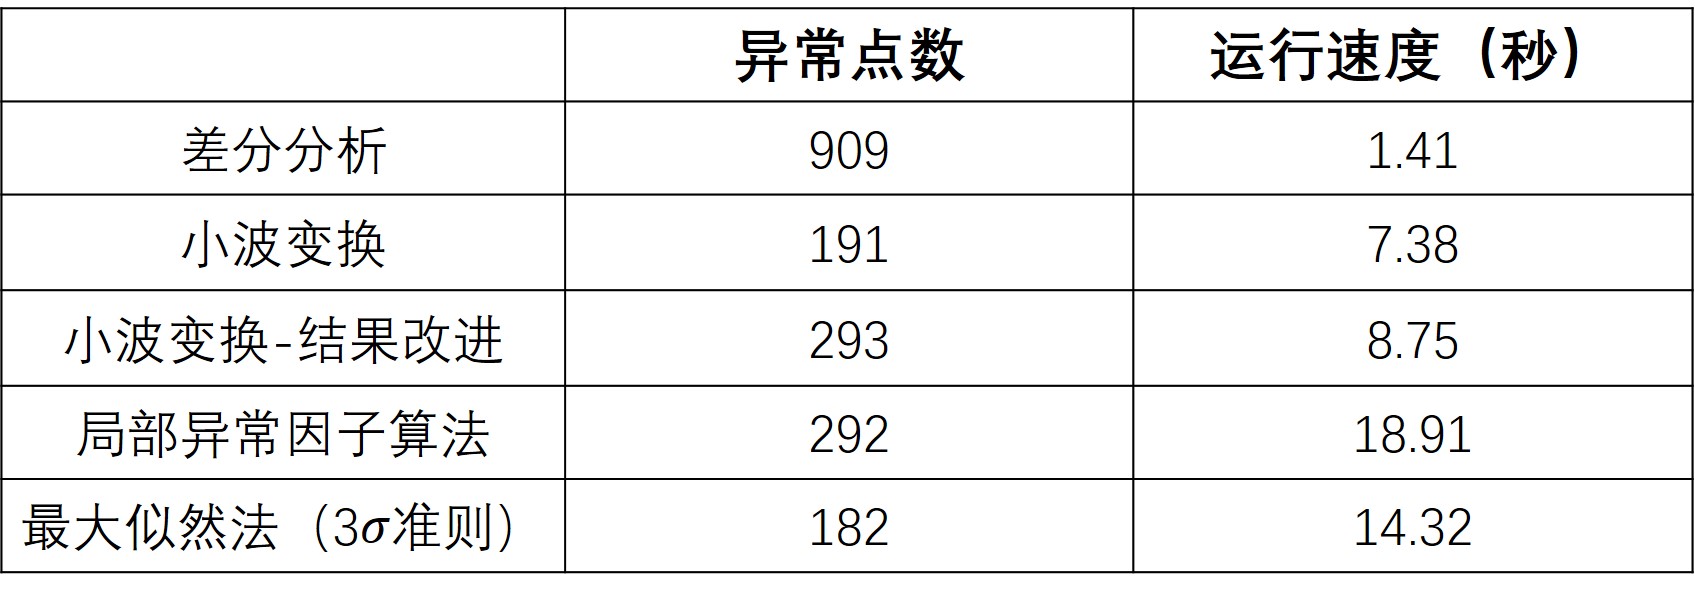 异常点数 运行速度（秒）
差分分析 909 1.41
小波变换 191 7.38
小波变换-结果改进 293 8.75
局部异常因子算法 292 18.91
最大似然法（3σ准则） 182 14.32